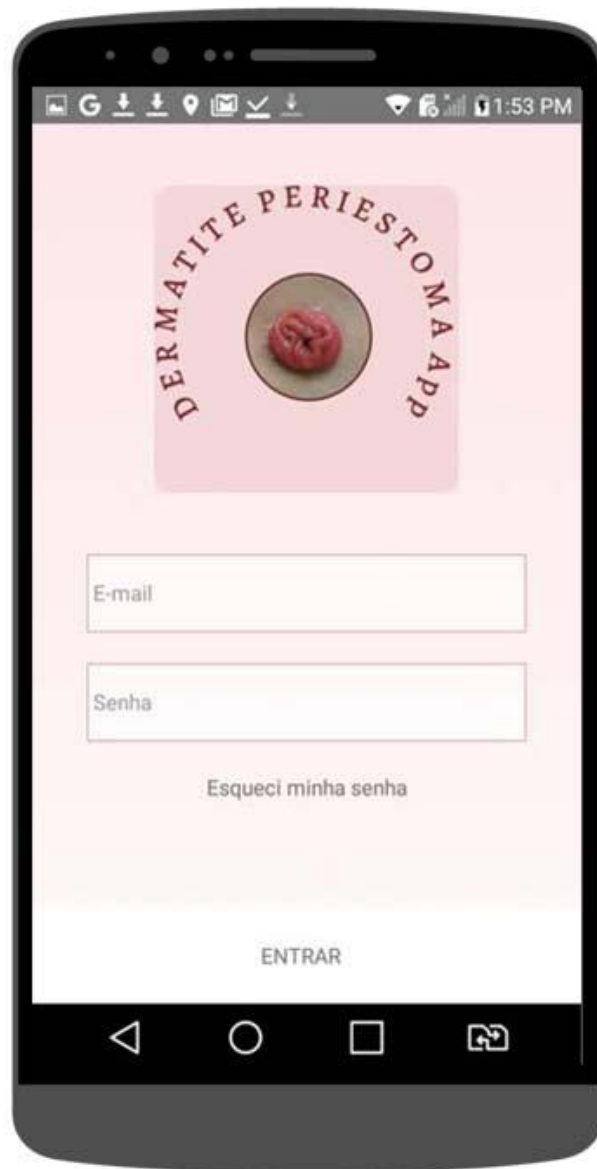 G 1:53 PM
DERMATITE PERIESTOMA APP
E-mail
Senha
Esqueci minha senha
ENTRAR